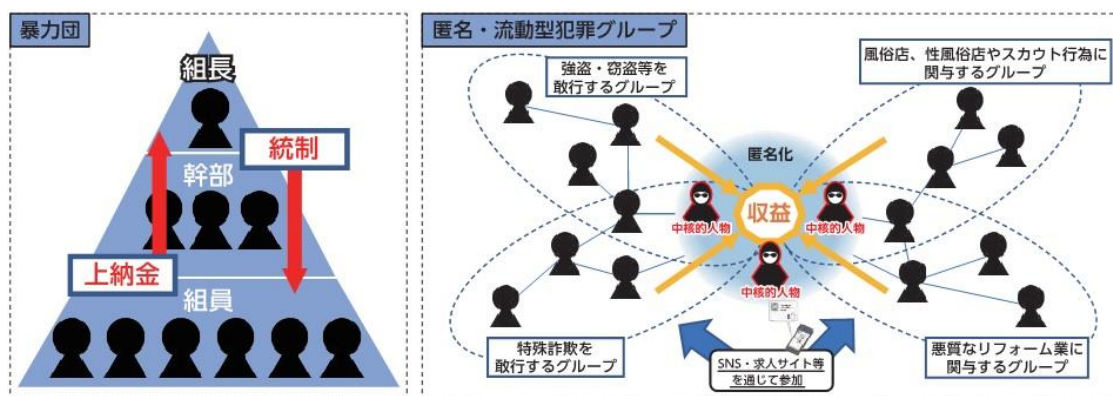 暴力団
組長
統制
幹部
上納金
組員
匿名・流動型犯罪グループ
強盗・窃盗等を
敢行するグループ
風俗店、性風俗店やスカウト行為に
関与するグループ
匿名化
収益
中核的人物
中核的人物
中核的人物
特殊詐欺を
敢行するグループ
SNS・求人サイト等
を通じて参加
悪質なリフォーム業に
関与するグループ